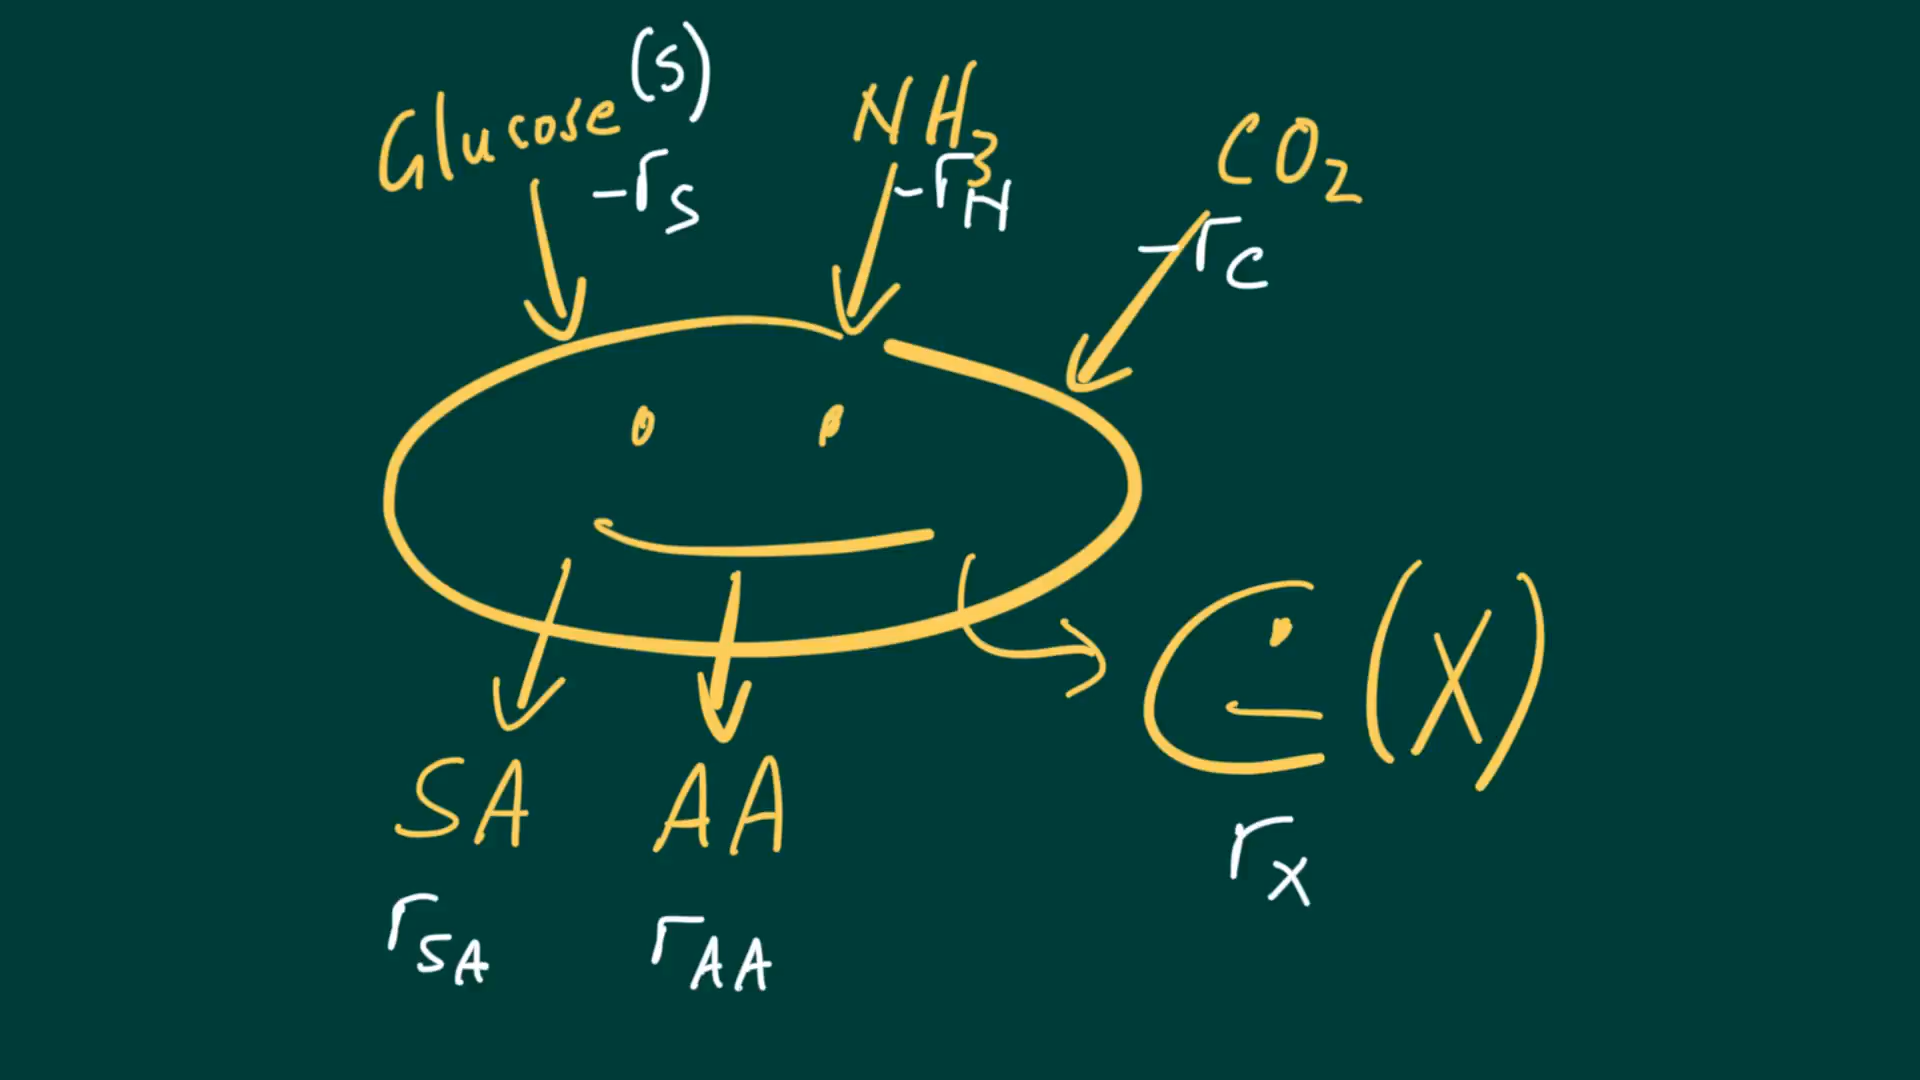 Glucose (S) NH3 CO2
-rS -rH -rC
(X)
SA AA
rX
rSA rAA